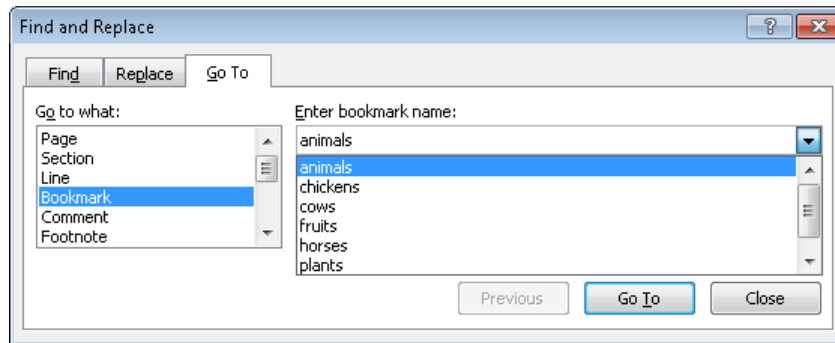 Find and Replace
Find Replace Go To
Go to what:
Page
Section
Line
Bookmark
Comment
Footnote
Enter bookmark name:
animals
animals
chickens
cows
fruits
horses
plants
Previous Go To Close